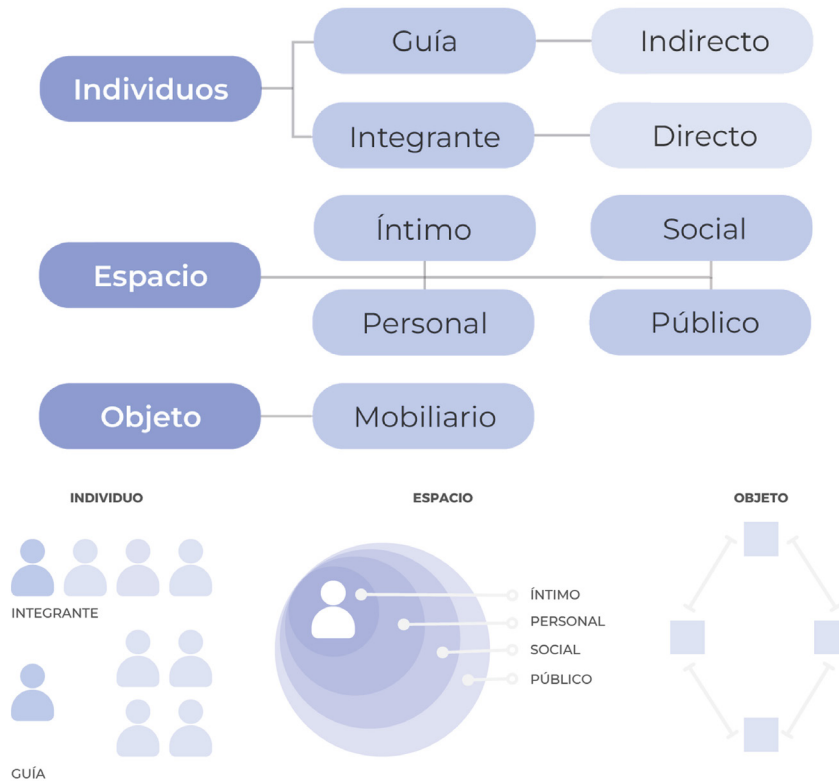 Individuos
Guía
Indirecto
Integrante
Directo
Espacio
Íntimo
Social
Personal
Público
Objeto
Mobiliario
INDIVIDUO
INTEGRANTE
GUÍA
ESPACIO
ÍNTIMO
PERSONAL
SOCIAL
PÚBLICO
OBJETO